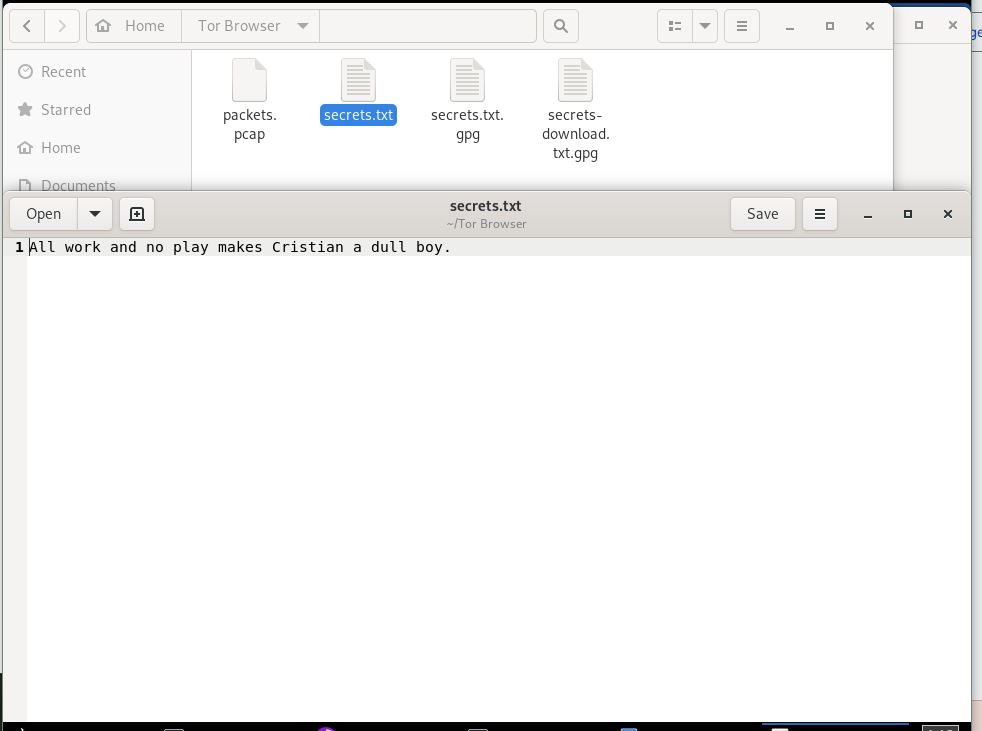 Home
Tor Browser
ge
Recent
Starred
Home
Documents
packets.
pcap
secrets.txt
secrets.txt.
gpg
secrets-
download.
txt.gpg
Open
secrets.txt
~/Tor Browser
Save
1 All work and no play makes Cristian a dull boy.